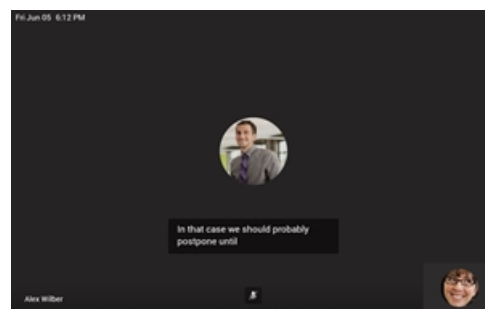 Fri Jun 05 6:12 PM
In that case we should probably
postpone until
Alex Wilber